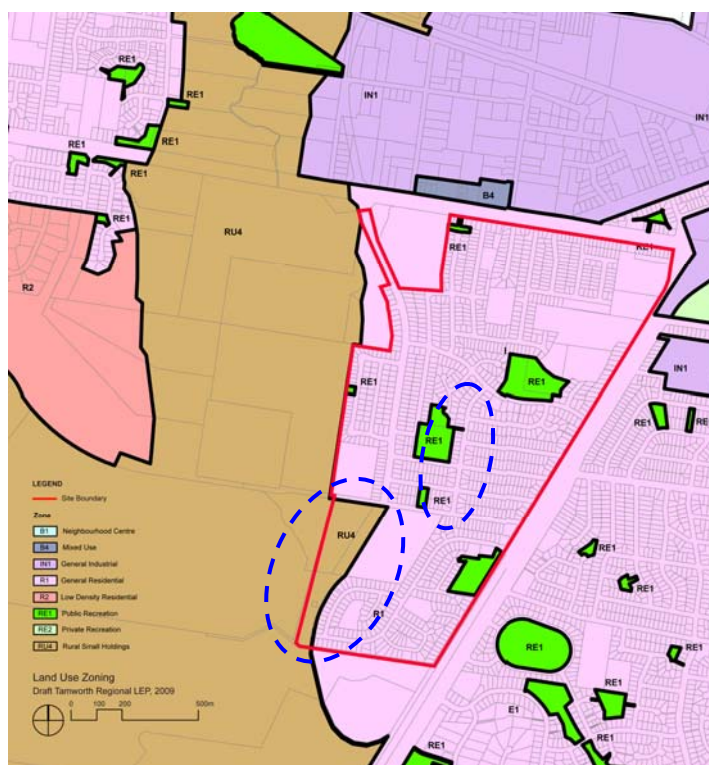 RE1
RE1
RE1
RE1
RE1
RE1
IN1
IN1
B4
RE1
RE1
RU4
R2
RE1
RE1
IN1
RE1
RE
RE1
RE1
RU4
R1
RE1
RE1
RE1
RE1
RE1
E1
RE1
RE1
LEGEND
Site Boundary
Zone
B1 Neighbourhood Centre
B4 Mixed Use
IN1 General Industrial
R1 General Residential
R2 Low Density Residential
RE1 Public Recreation
RE2 Private Recreation
RU4 Rural Small Holdings
Land Use Zoning
Draft Tamworth Regional LEP, 2009
0 100 200 500m